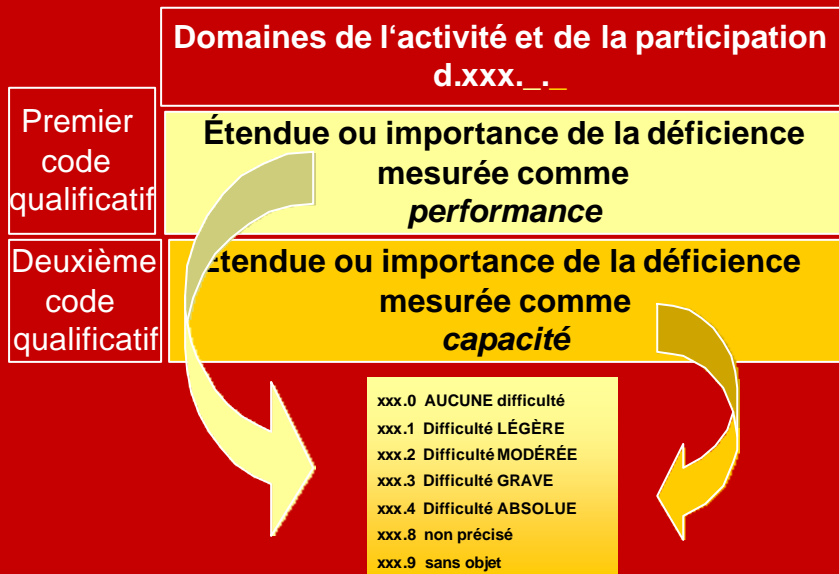 Domaines de l‘activité et de la participation
d.xxx._._
Premier
code
qualificatif
Étendue ou importance de la déficience
mesurée comme
performance
Deuxième
code
qualificatif
Étendue ou importance de la déficience
mesurée comme
capacité
xxx.0 AUCUNE difficulté
xxx.1 Difficulté LÉGÈRE
xxx.2 Difficulté MODÉRÉE
xxx.3 Difficulté GRAVE
xxx.4 Difficulté ABSOLUE
xxx.8 non précisé
xxx.9 sans objet